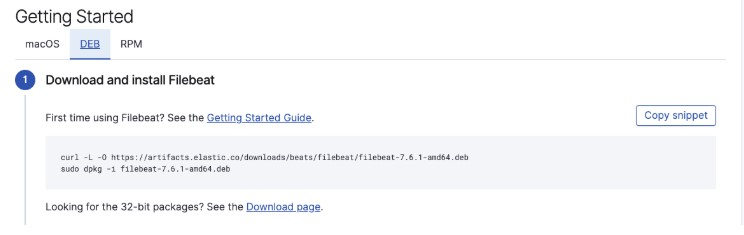 Getting Started
macOS DEB RPM
1 Download and install Filebeat
First time using Filebeat? See the Getting Started Guide.
Copy snippet
curl -L -O https://artifacts.elastic.co/downloads/beats/filebeat/filebeat-7.6.1-amd64.deb
sudo dpkg -i filebeat-7.6.1-amd64.deb
Looking for the 32-bit packages? See the Download page.